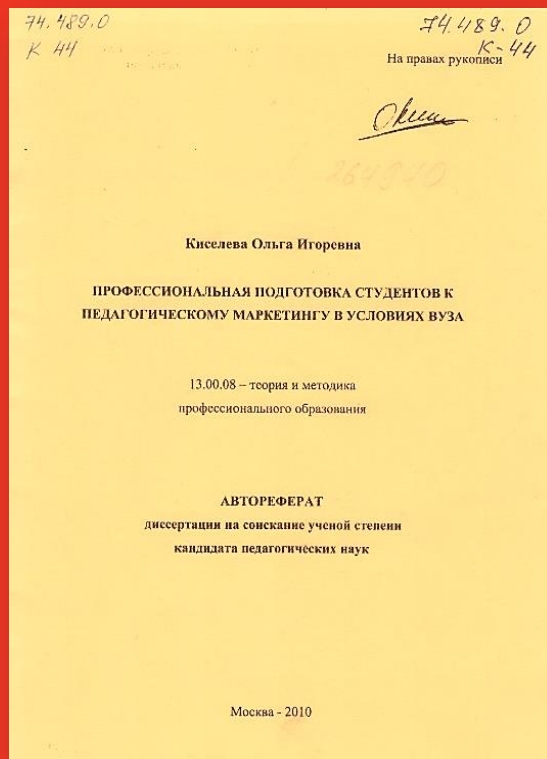 74.489.0
К 44
74.489.0
К-44
На правах рукописи
264970
Киселева Ольга Игоревна
ПРОФЕССИОНАЛЬНАЯ ПОДГОТОВКА СТУДЕНТОВ К
ПЕДАГОГИЧЕСКОМУ МАРКЕТИНГУ В УСЛОВИЯХ ВУЗА
13.00.08 – теория и методика
профессионального образования
АВТОРЕФЕРАТ
диссертации на соискание ученой степени
кандидата педагогических наук
Москва - 2010